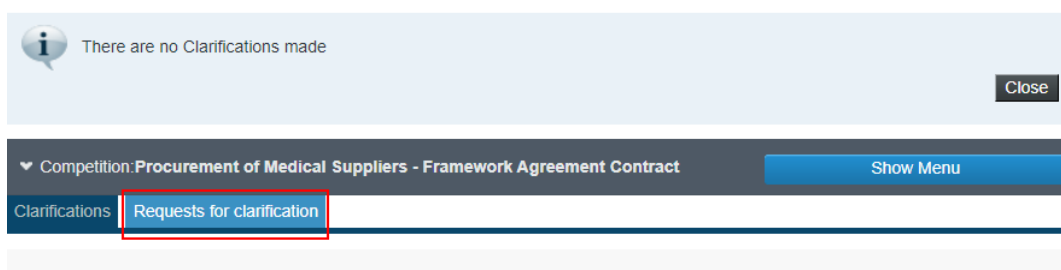 There are no Clarifications made
Close
Competition:Procurement of Medical Suppliers - Framework Agreement Contract
Show Menu
Clarifications
Requests for clarification